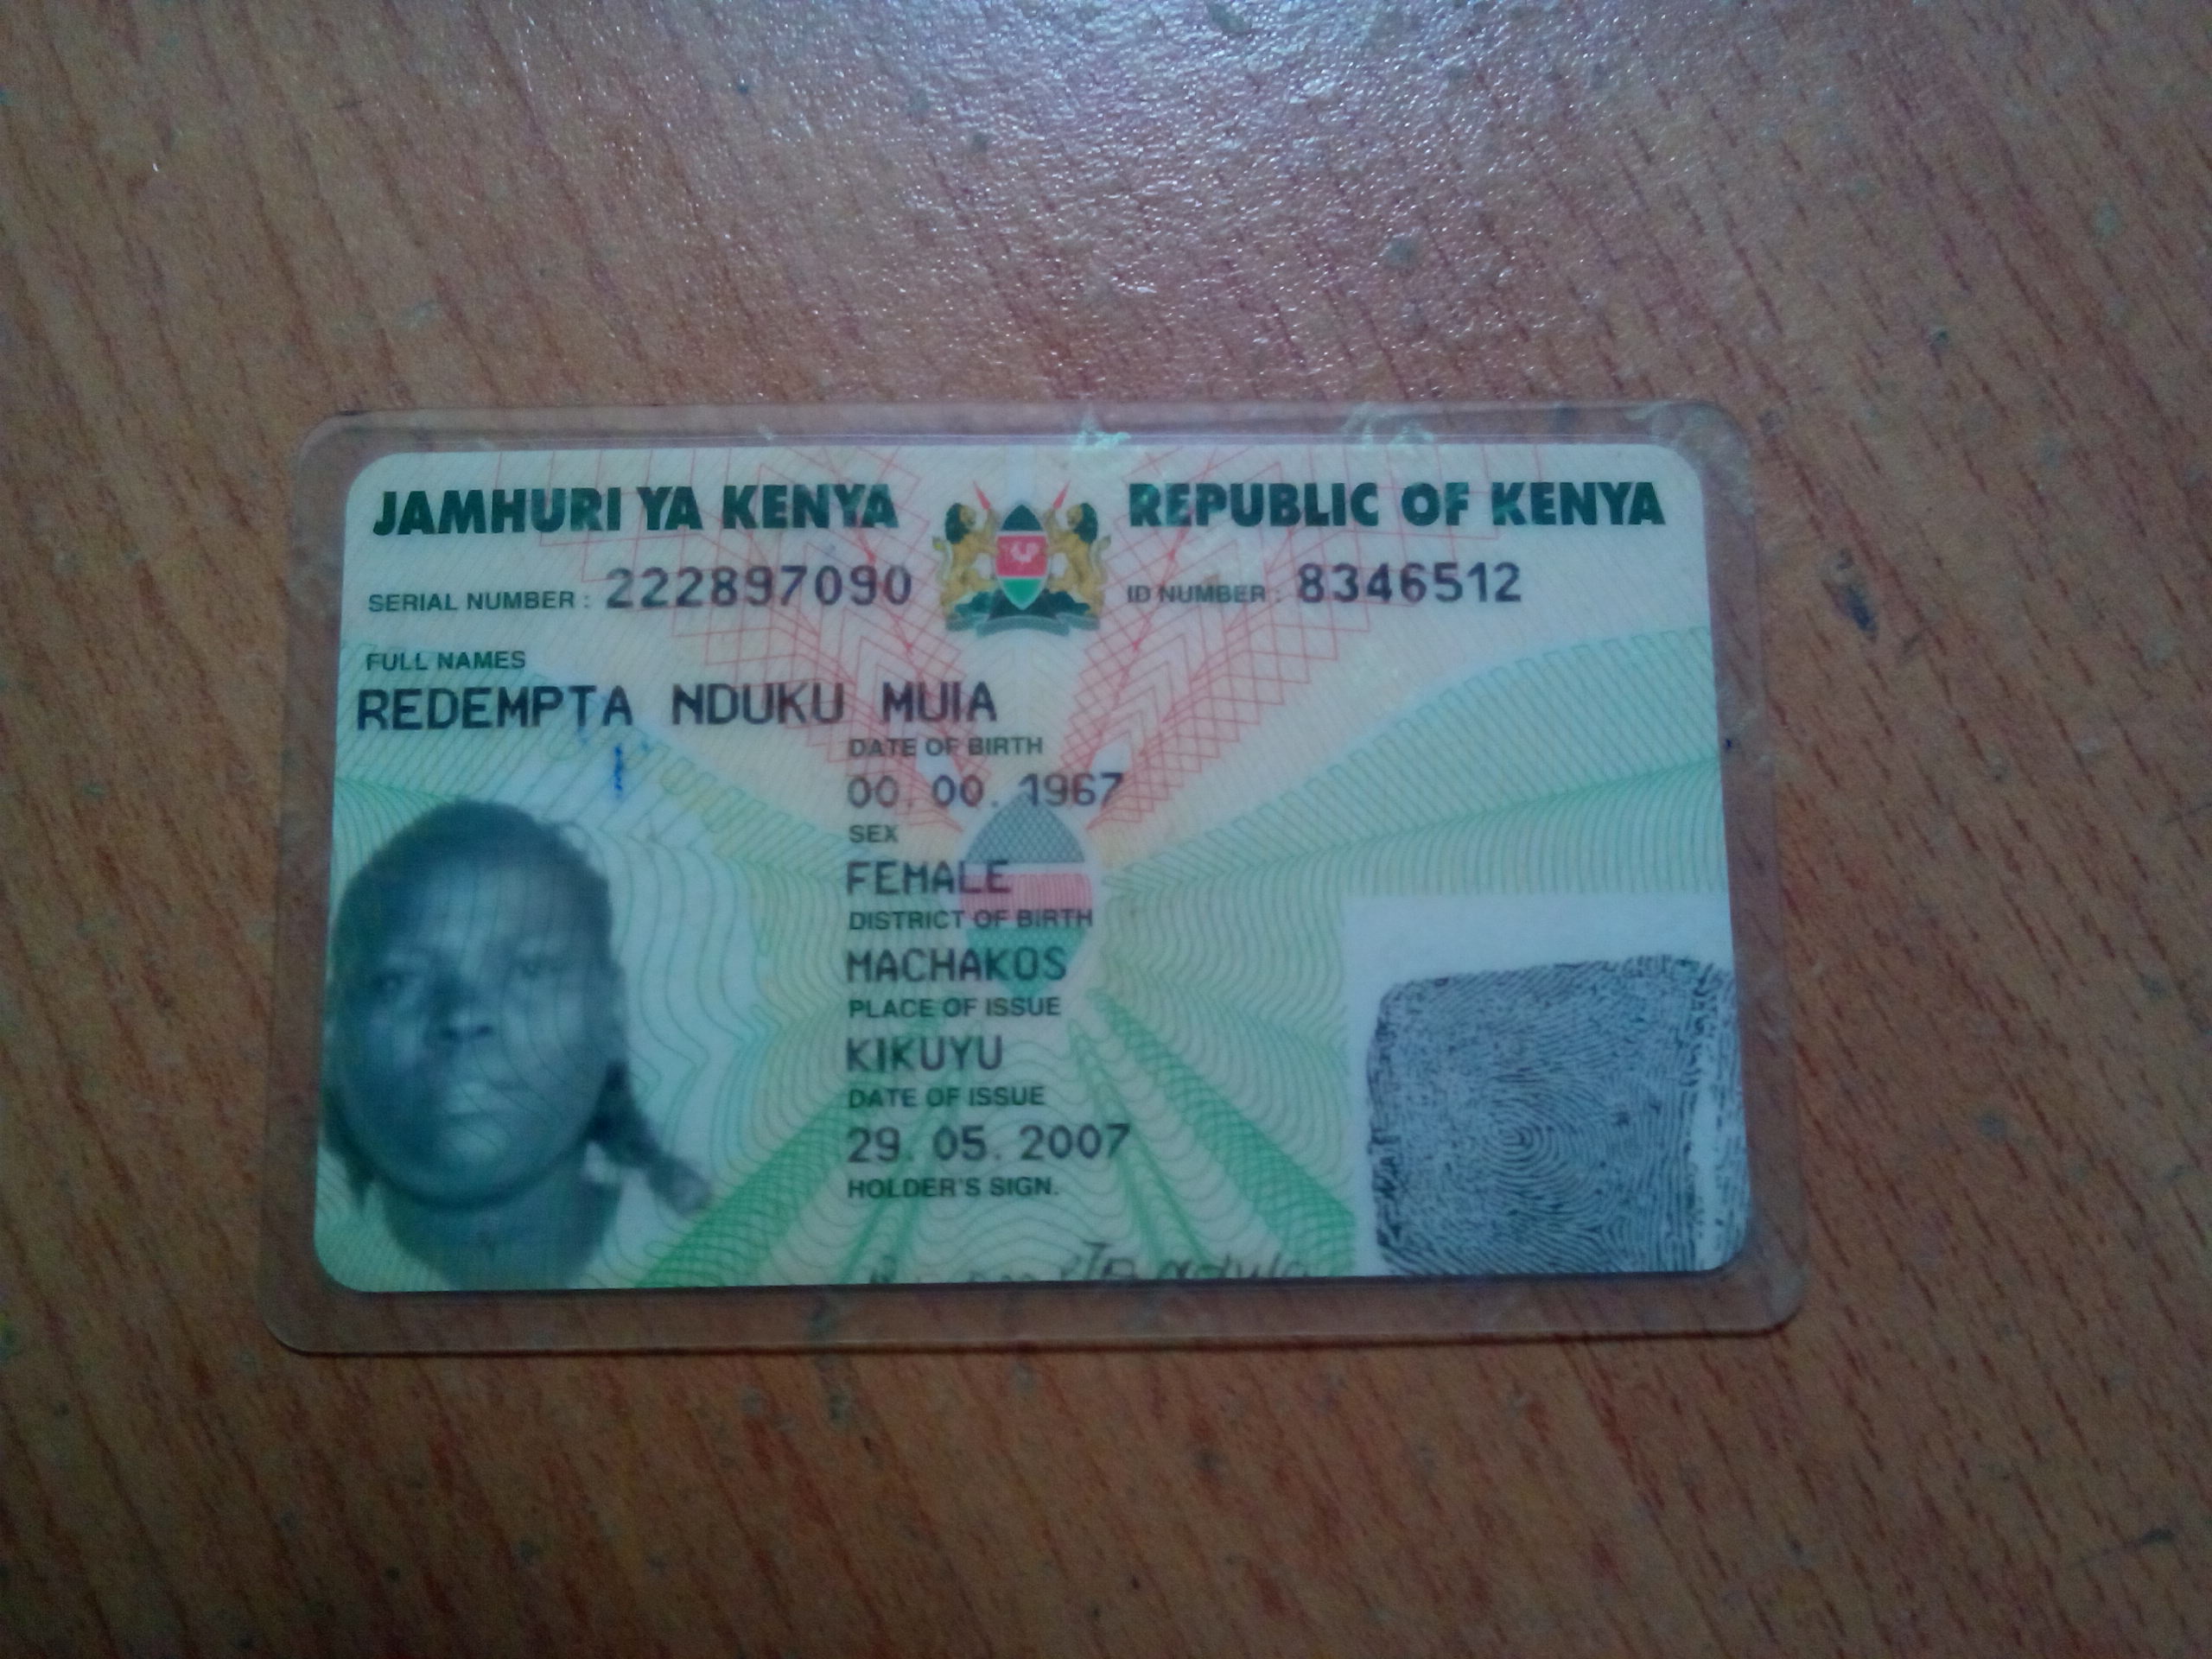 JAMHURI YA KENYA REPUBLIC OF KENYA
SERIAL NUMBER : 222897090 ID NUMBER : 8346512
FULL NAMES
REDEMPTA NDUKU MUIA
DATE OF BIRTH
00. 00. 1967
SEX
FEMALE
DISTRICT OF BIRTH
MACHAKOS
PLACE OF ISSUE
KIKUYU
DATE OF ISSUE
29. 05. 2007
HOLDER'S SIGN.